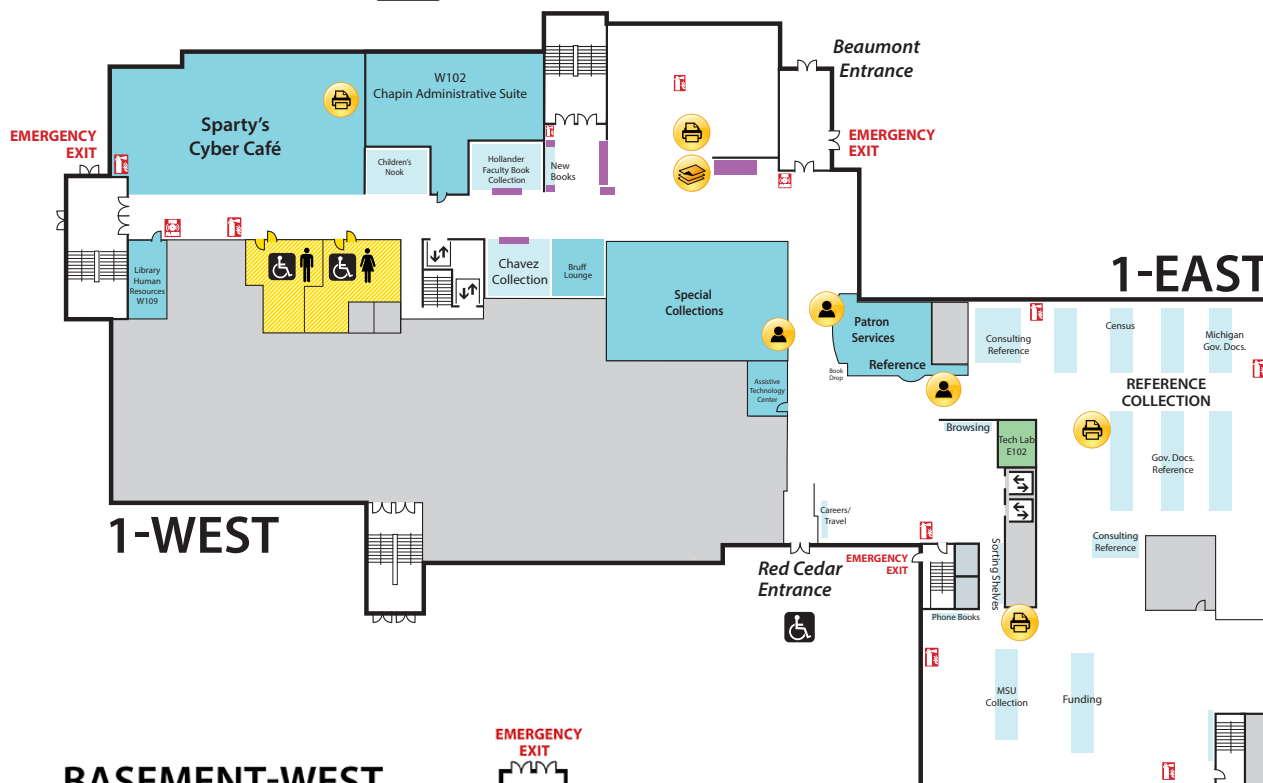 Beaumont
Entrance
W102
Chapin Administrative Suite
Sparty's
Cyber Café
EMERGENCY
EXIT
EMERGENCY
EXIT
Children's
Nook
Hollander
Faculty Book
Collection
New
Books
Library
Human
Resources
W109
Chavez
Collection
Bruff
Lounge
Special
Collections
1-EAST
Patron
Services
Reference
Book
Drop
Consulting
Reference
Census
Michigan
Gov. Docs.
REFERENCE
COLLECTION
Assistive
Technology
Center
Browsing
Tech Lab
E102
Gov. Docs.
Reference
1-WEST
Careers/
Travel
Consulting
Reference
Red Cedar
Entrance
EMERGENCY
EXIT
Sorting Shelves
Phone Books
MSU
Collection
Funding
EMERGENCY
EXIT
BASEMENT-WEST